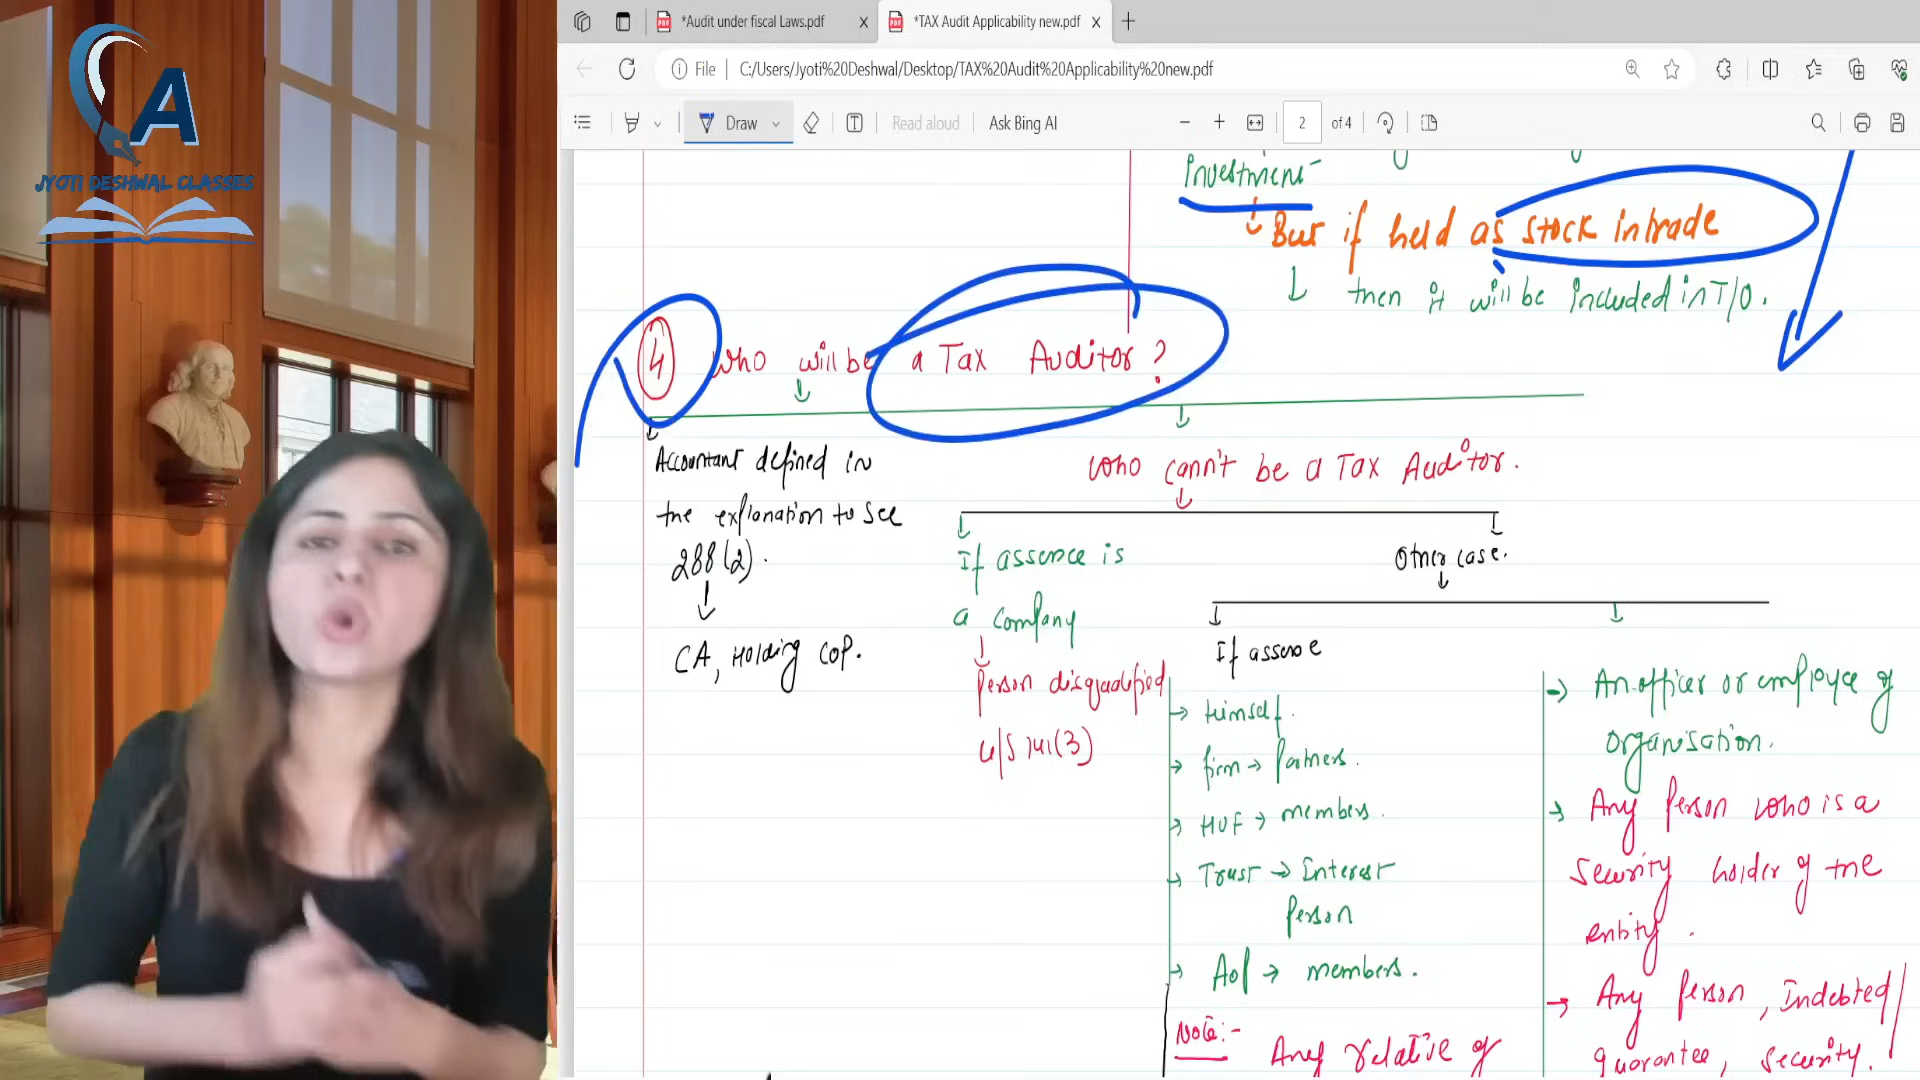 A
JYOTI DESHWAL CLASSES
*Audit under fiscal Laws.pdf
*TAX Audit Applicability new.pdf
File
C:/Users/Jyoti%20Deshwal/Desktop/TAX%20Audit%20Applicability%20new.pdf
Draw
Read aloud
Ask Bing AI
2 of 4
Investment
But if held as stock intrade
then it will be included in T/O.
4 who will be a Tax Auditor?
Accountant defined in
the explanation to Sec
288(2).
CA, Holding COP.
who cann't be a Tax Auditor.
If assence is
a company
Person disqualified
u/s 141(3)
Other case.
If assence
Himself.
firm → Partners.
HUF → members.
Trust → Interest
Person
AOP → members.
Note:-
Any relative of
An officer or employee of
organisation.
Any Person who is a
Security holder of the
entity.
Any Person, Indebted/
guarantee, security.